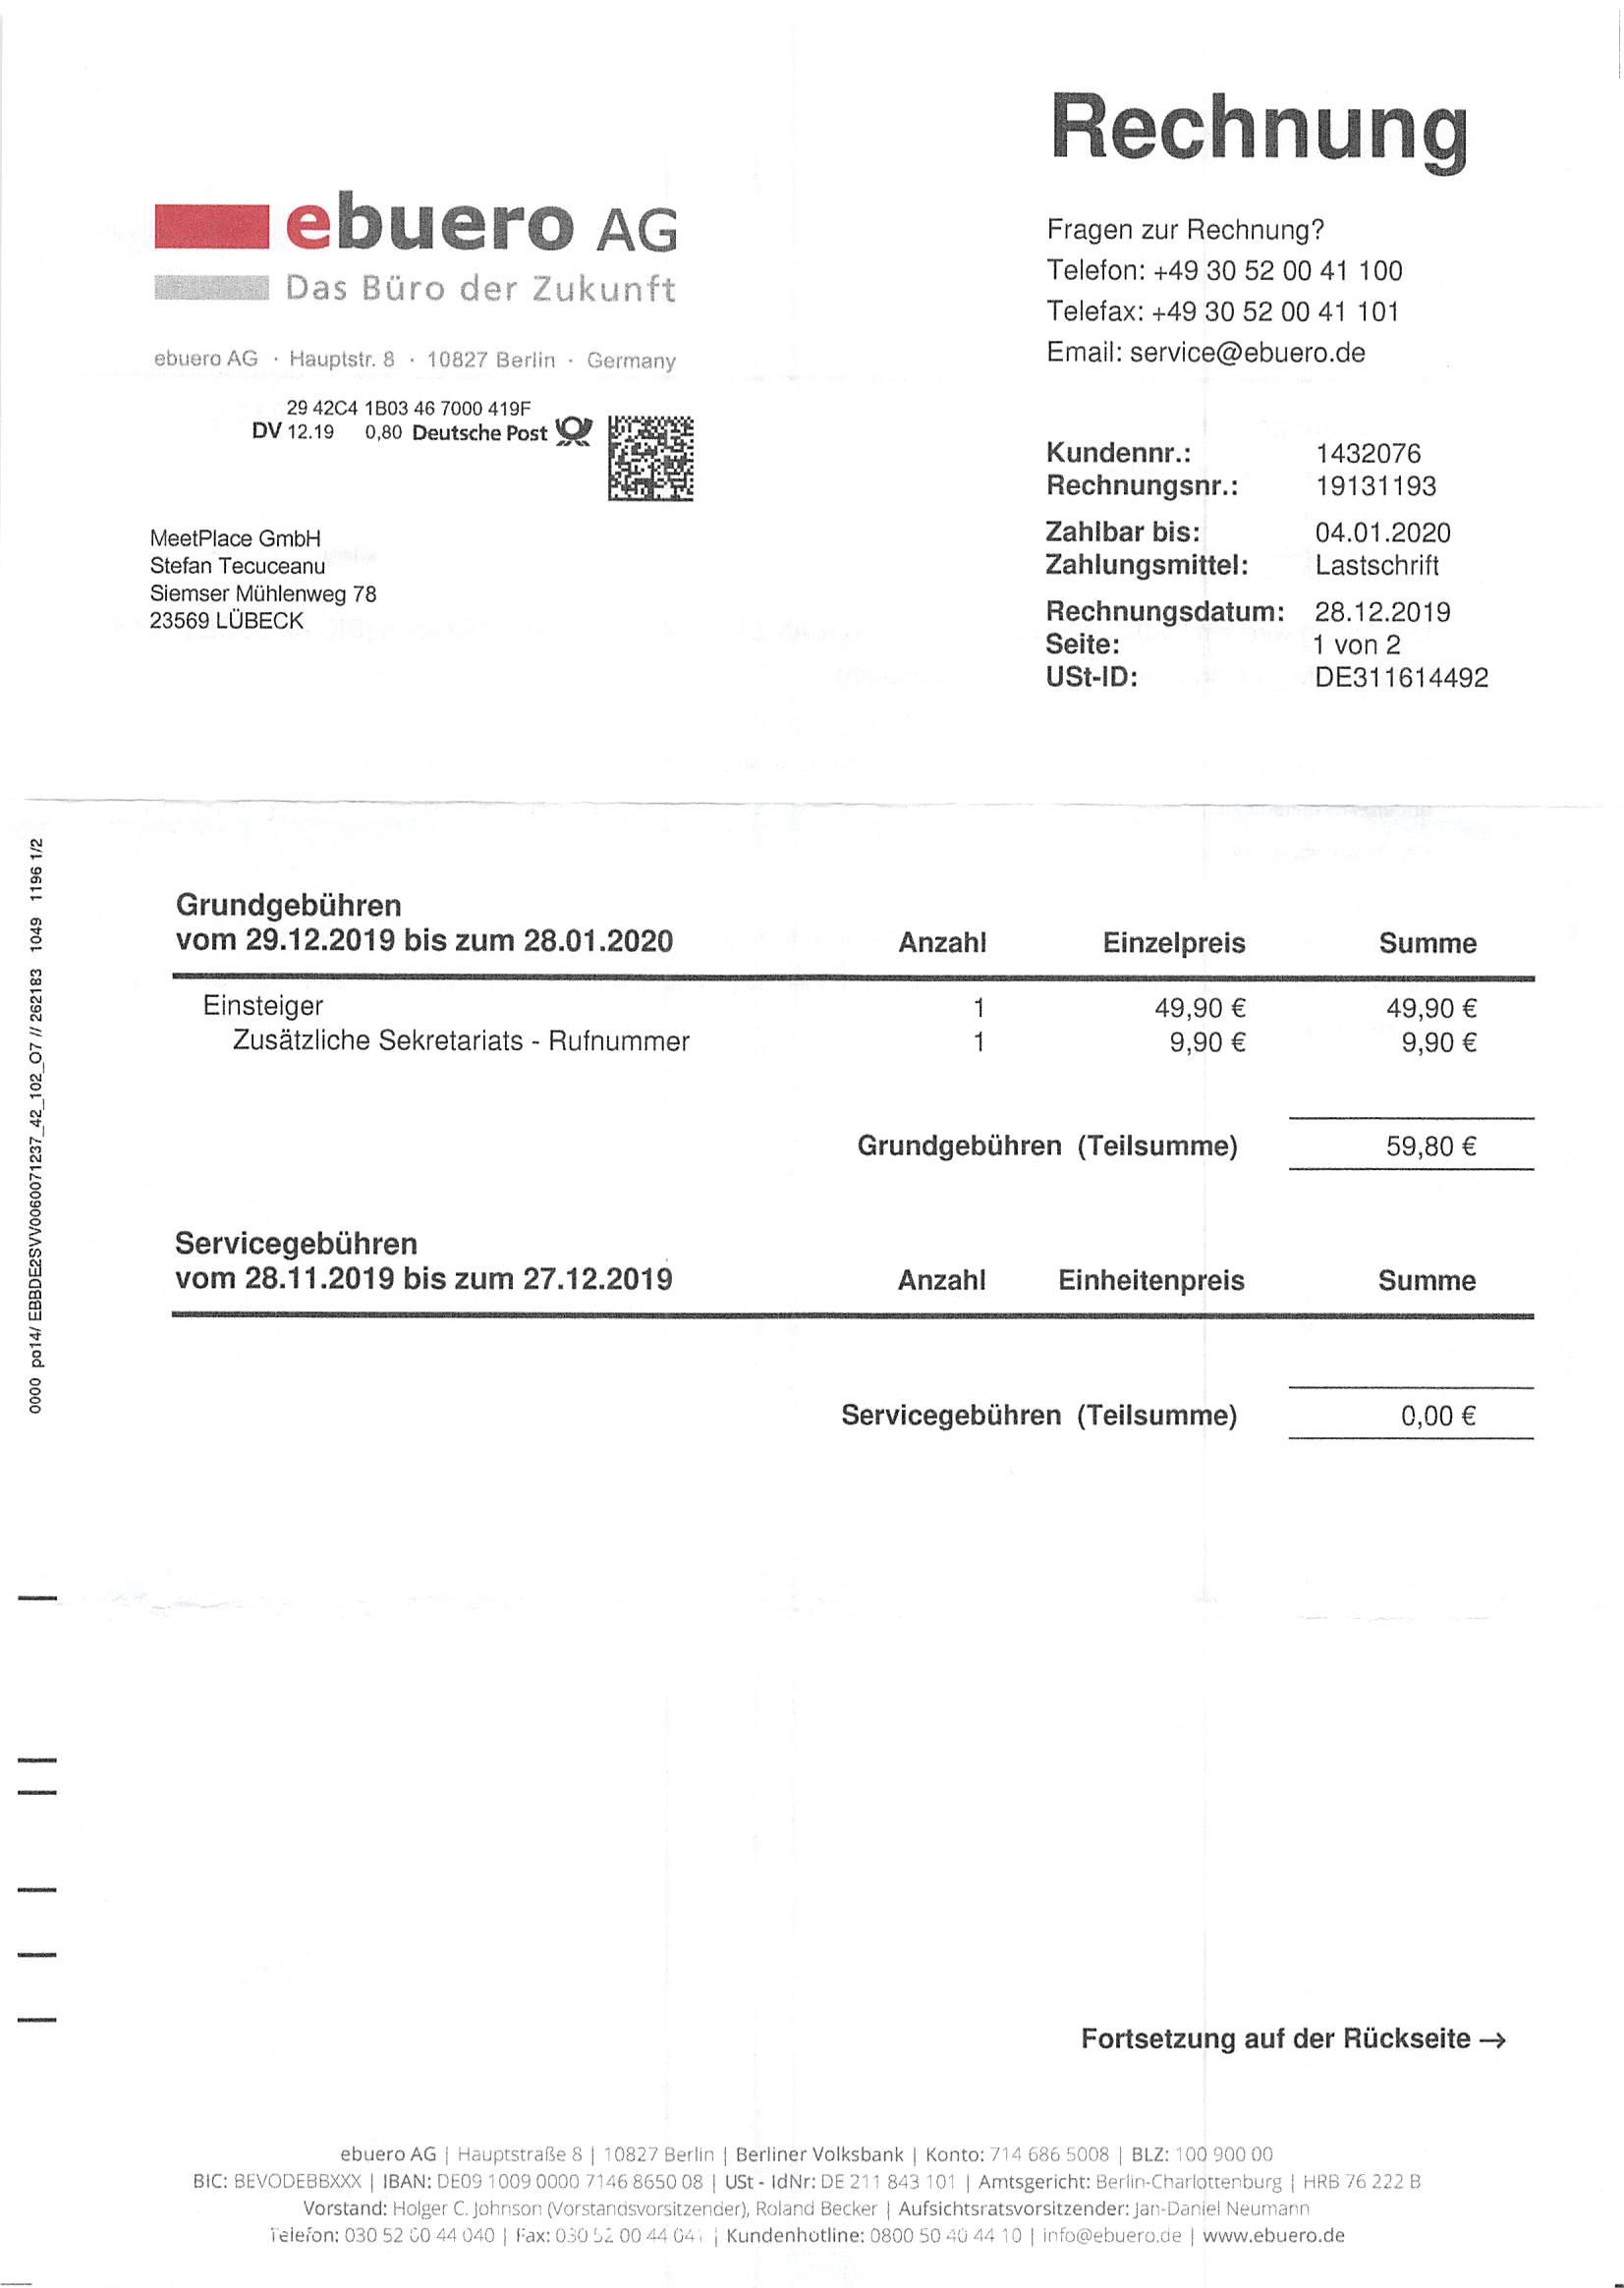 Rechnung
ebuero AG
Das Büro der Zukunft
ebuero AG · Hauptstr. 8 · 10827 Berlin · Germany
29 42C4 1B03 46 7000 419F
DV 12.19 0,80 Deutsche Post
MeetPlace GmbH
Stefan Tecuceanu
Siemser Mühlenweg 78
23569 LÜBECK
Fragen zur Rechnung?
Telefon: +49 30 52 00 41 100
Telefax: +49 30 52 00 41 101
Email: service@ebuero.de
Kundennr.: 1432076
Rechnungsnr.: 19131193
Zahlbar bis: 04.01.2020
Zahlungsmittel: Lastschrift
Rechnungsdatum: 28.12.2019
Seite: 1 von 2
USt-ID: DE311614492
0000 po14/ EBBDE2SVV0060071237_42_102_O7 // 262183 1049 1196 1/2
Grundgebühren
vom 29.12.2019 bis zum 28.01.2020 Anzahl Einzelpreis Summe
Einsteiger 1 49,90 € 49,90 €
Zusätzliche Sekretariats - Rufnummer 1 9,90 € 9,90 €
Grundgebühren (Teilsumme) 59,80 €
Servicegebühren
vom 28.11.2019 bis zum 27.12.2019 Anzahl Einheitenpreis Summe
Servicegebühren (Teilsumme) 0,00 €
Fortsetzung auf der Rückseite →
ebuero AG | Hauptstraße 8 | 10827 Berlin | Berliner Volksbank | Konto: 714 686 5008 | BLZ: 100 900 00
BIC: BEVODEBBXXX | IBAN: DE09 1009 0000 7146 8650 08 | USt - IdNr: DE 211 843 101 | Amtsgericht: Berlin-Charlottenburg | HRB 76 222 B
Vorstand: Holger C. Johnson (Vorstandsvorsitzender), Roland Becker | Aufsichtsratsvorsitzender: Jan-Daniel Neumann
Telefon: 030 52 00 44 040 | Fax: 030 52 00 44 041 | Kundenhotline: 0800 50 40 44 10 | info@ebuero.de | www.ebuero.de